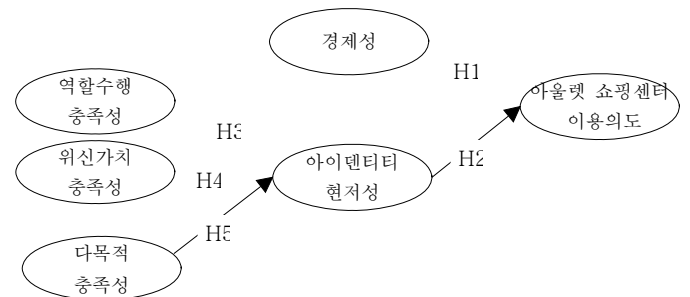 경제성
H1
역할수행
충족성
아울렛 쇼핑센터
이용의도
H3
위신가치
충족성
H4
아이덴티티
현저성
H2
H5
다목적
충족성